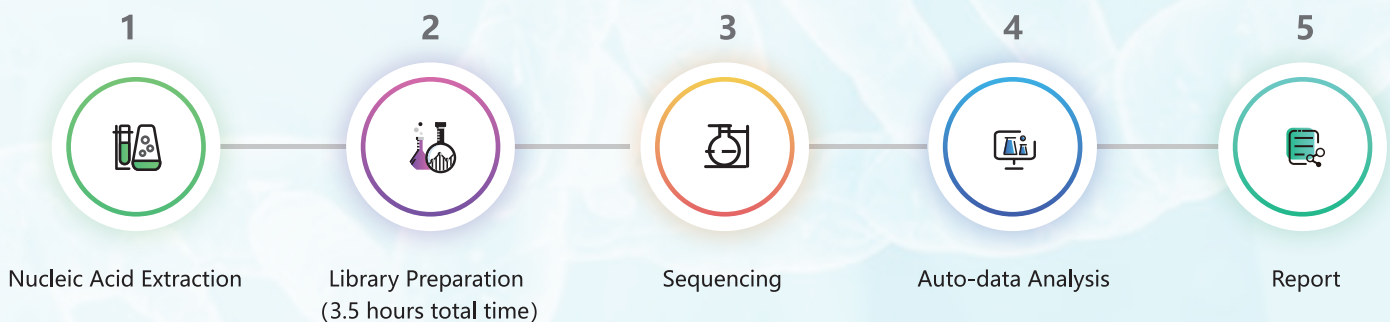 1
2
3
4
5
Nucleic Acid Extraction
Library Preparation
(3.5 hours total time)
Sequencing
Auto-data Analysis
Report